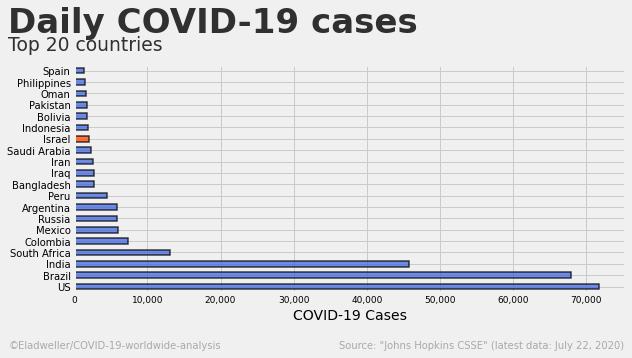 Daily COVID-19 cases
Top 20 countries
Spain
Philippines
Oman
Pakistan
Bolivia
Indonesia
Israel
Saudi Arabia
Iran
Iraq
Bangladesh
Peru
Argentina
Russia
Mexico
Colombia
South Africa
India
Brazil
US
0 10,000 20,000 30,000 40,000 50,000 60,000 70,000
COVID-19 Cases
©Eladweller/COVID-19-worldwide-analysis Source: "Johns Hopkins CSSE" (latest data: July 22, 2020)